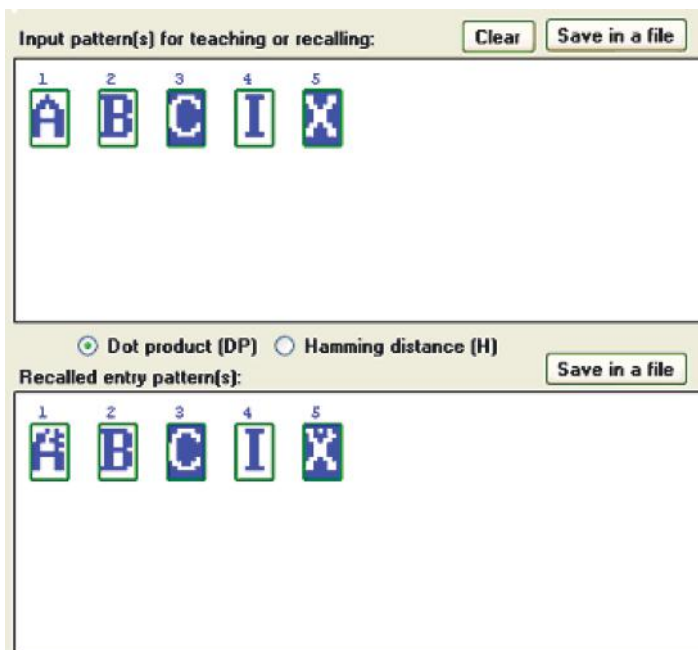 Input pattern(s) for teaching or recalling: Clear Save in a file
1 2 3 4 5
A B C I X
Dot product (DP) Hamming distance (H)
Recalled entry pattern(s): Save in a file
1 2 3 4 5
A B C I X